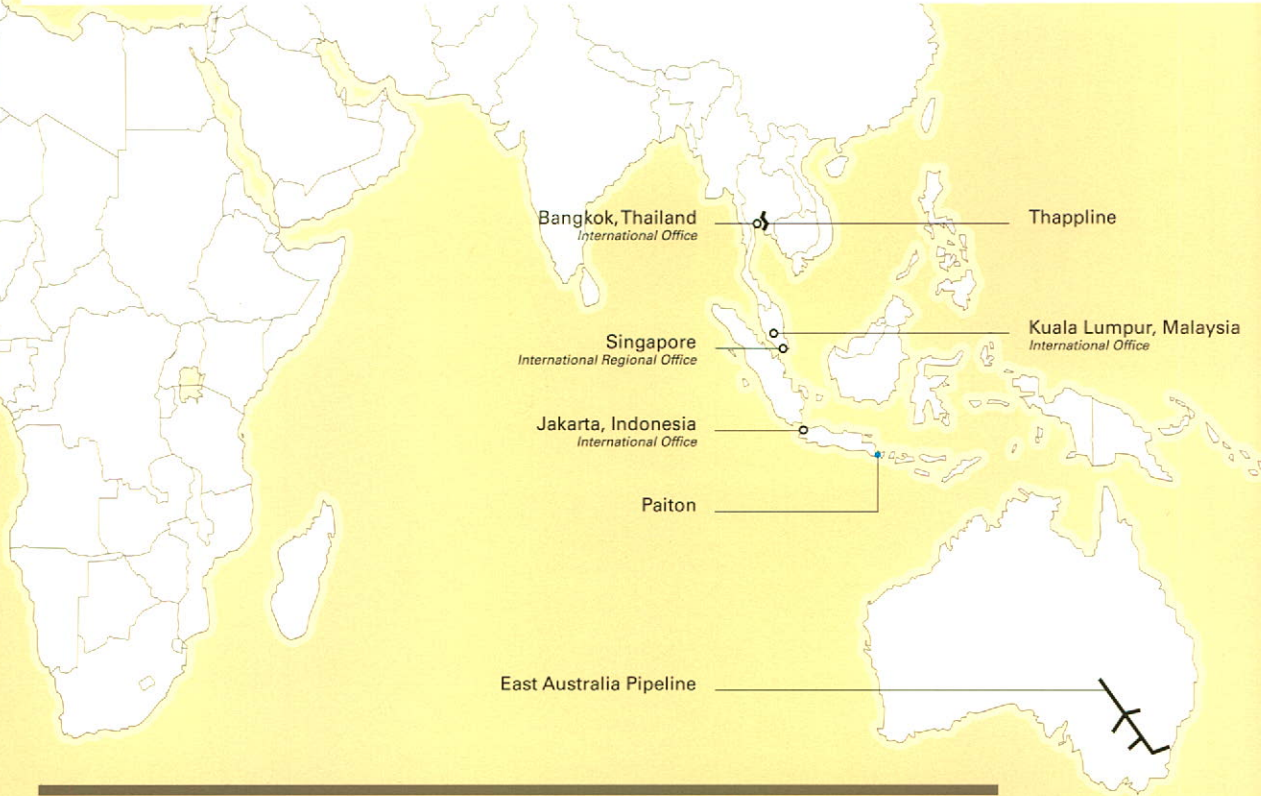 Bangkok, Thailand
International Office
Thappline
Kuala Lumpur, Malaysia
International Office
Singapore
International Regional Office
Jakarta, Indonesia
International Office
Paiton
East Australia Pipeline